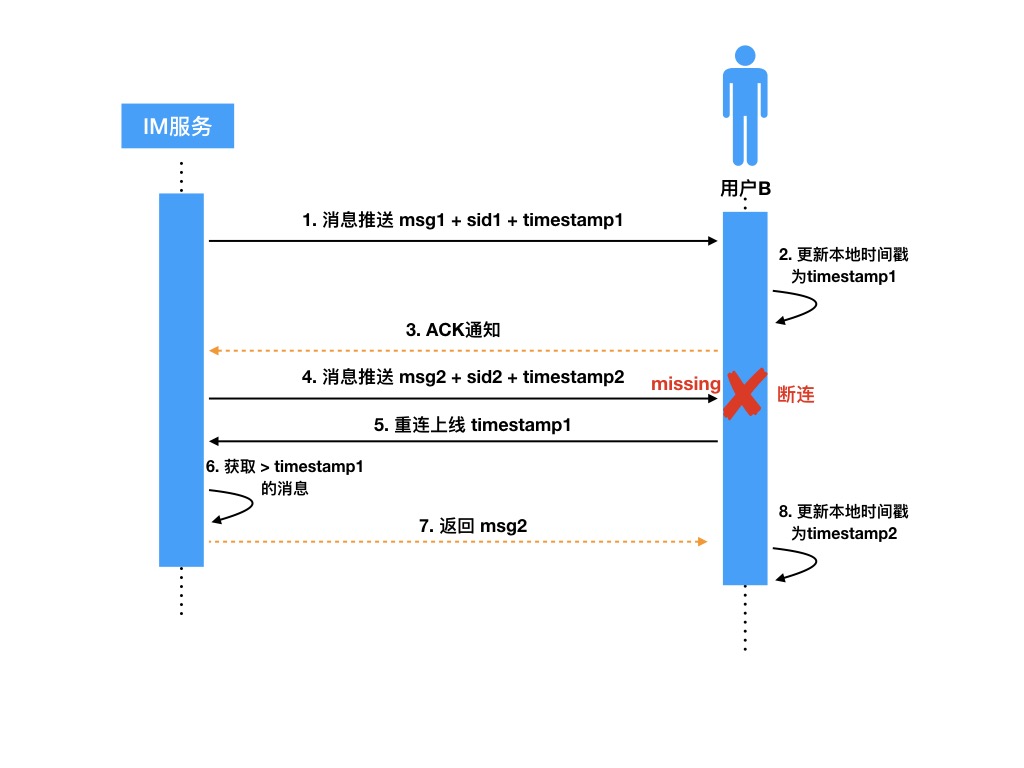 IM服务
用户B
1. 消息推送 msg1 + sid1 + timestamp1
2. 更新本地时间戳
为timestamp1
3. ACK通知
4. 消息推送 msg2 + sid2 + timestamp2
missing
断连
5. 重连上线 timestamp1
6. 获取 > timestamp1
的消息
7. 返回 msg2
8. 更新本地时间戳
为timestamp2